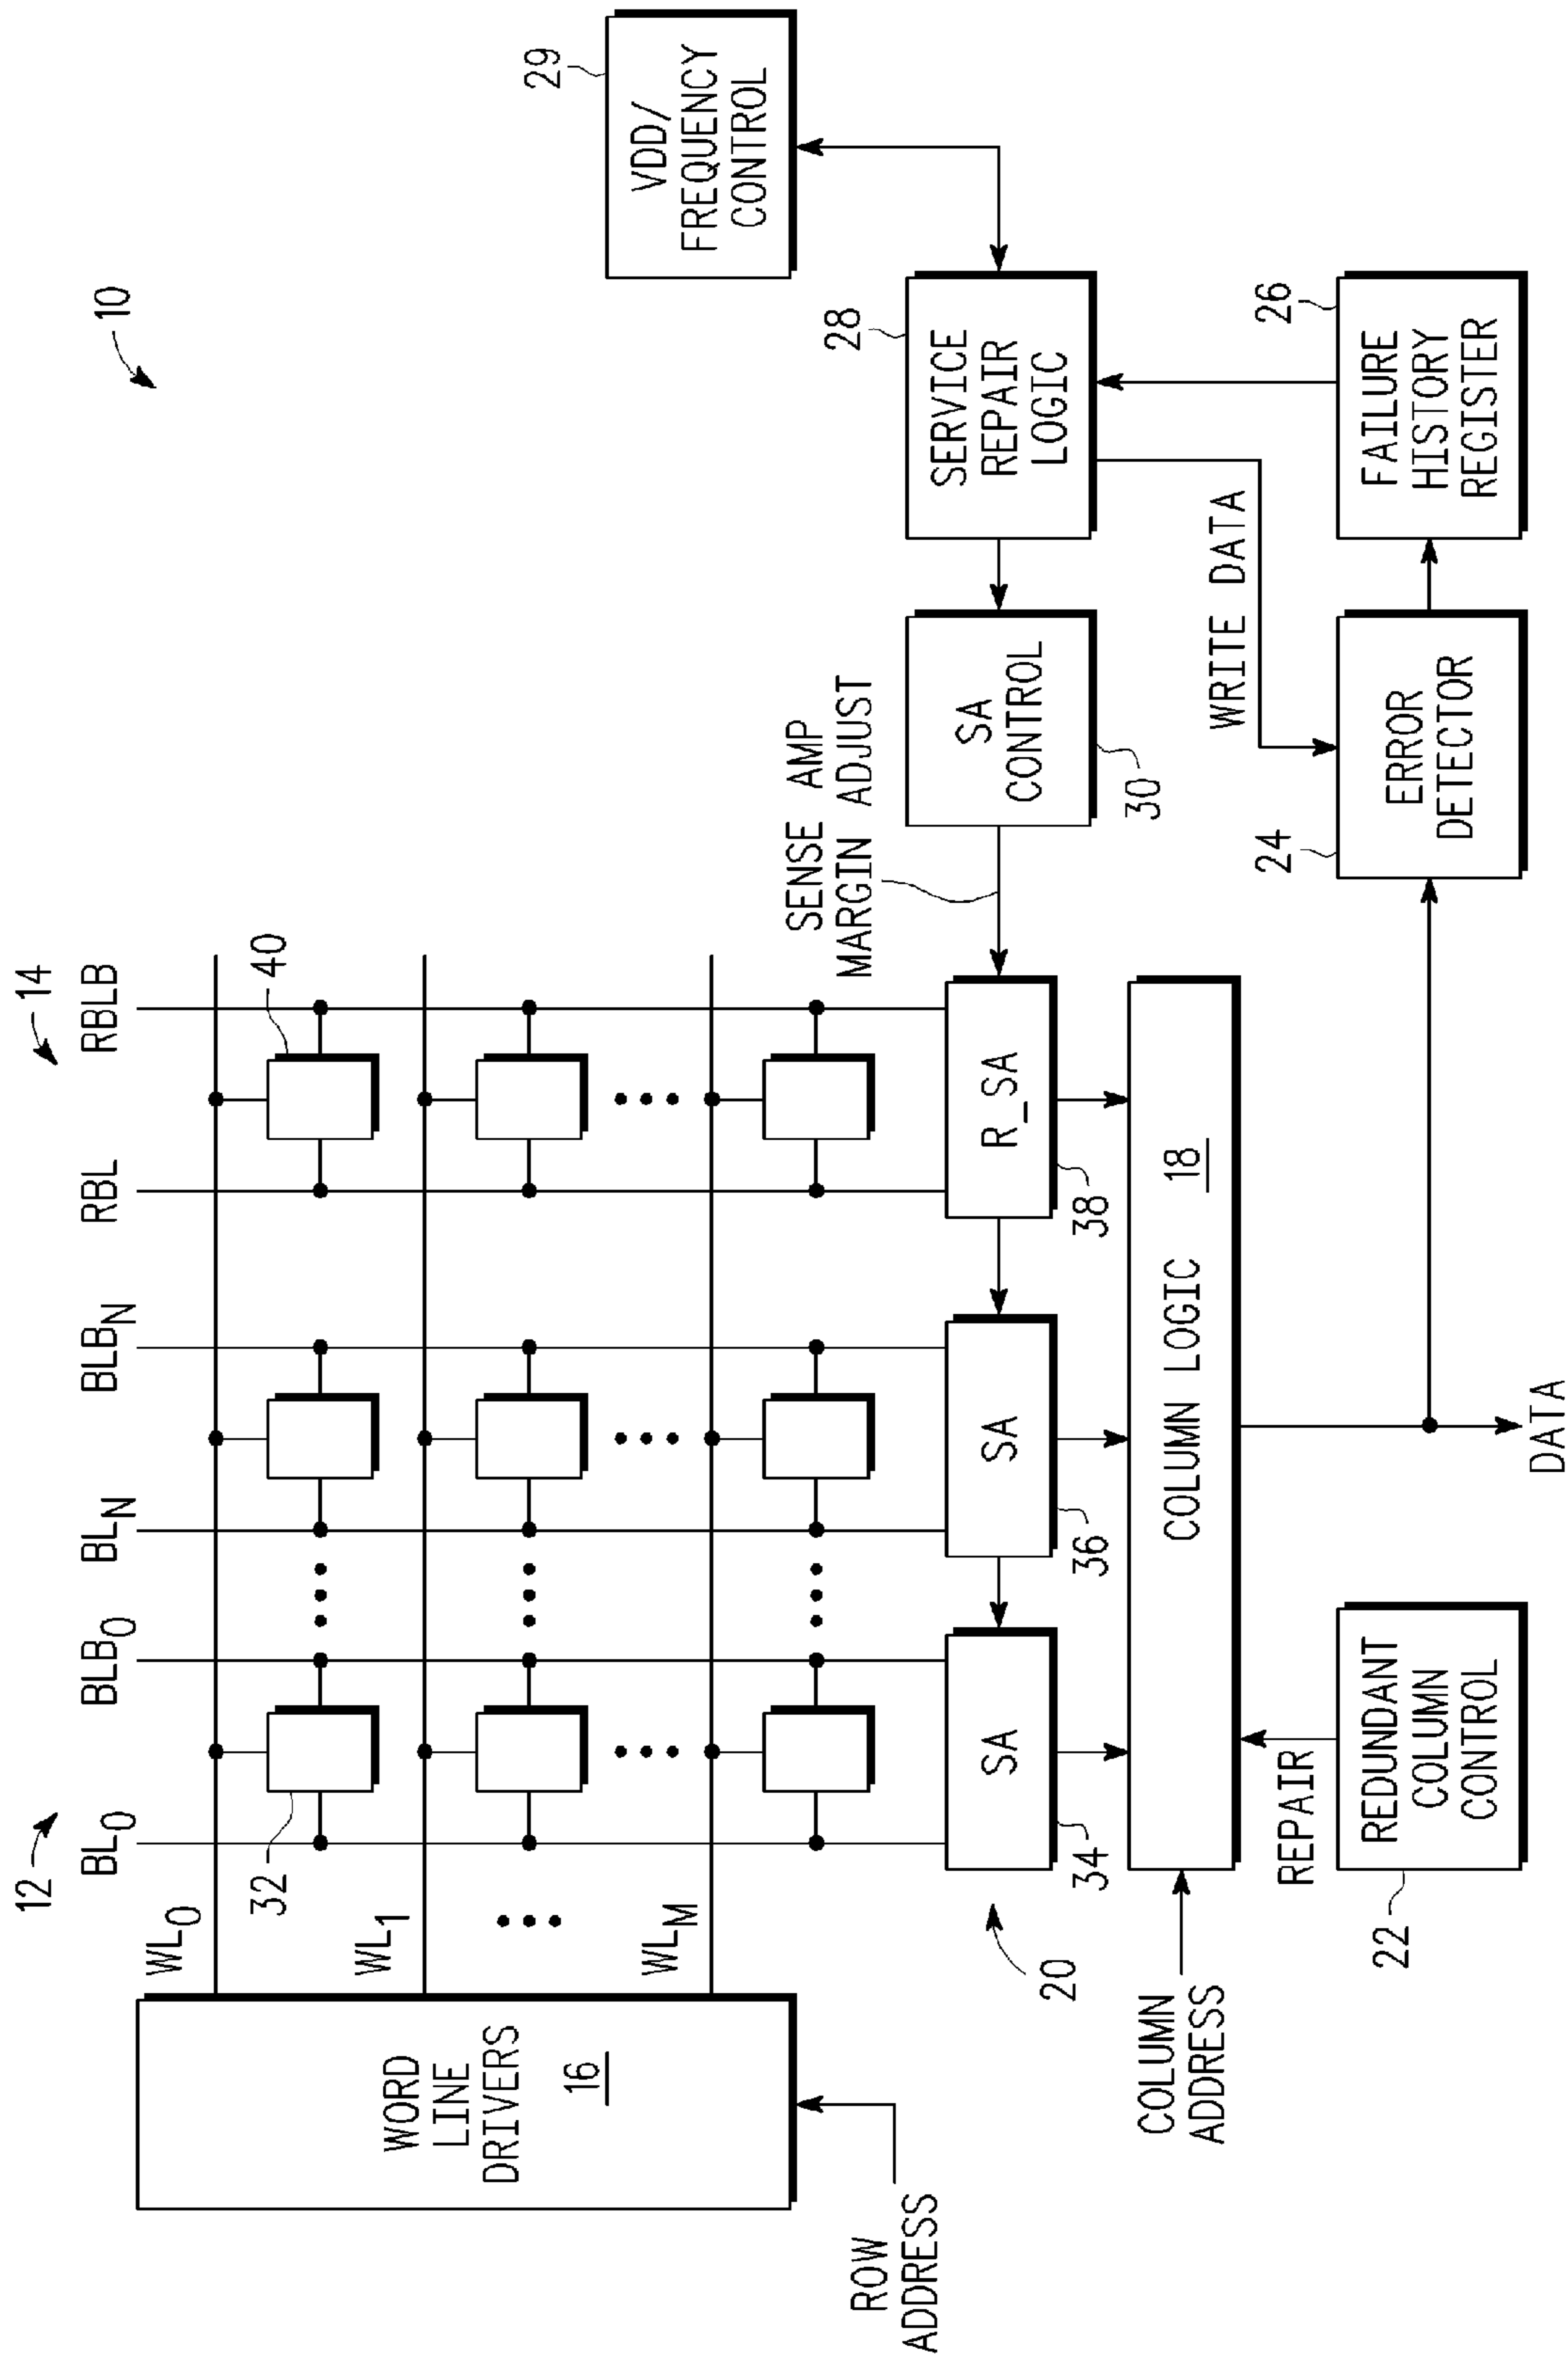 10
12
14
BL0
BLB0
BLN
BLBN
RBL
RBLB
WL0
WL1
WLM
32
40
WORD
LINE
DRIVERS
16
ROW
ADDRESS
VDD/
FREQUENCY
CONTROL
29
20
SA
34
SA
36
R_SA
38
SENSE AMP
MARGIN ADJUST
SA
CONTROL
30
SERVICE
REPAIR
LOGIC
28
COLUMN
ADDRESS
COLUMN LOGIC 18
WRITE DATA
REPAIR
REDUNDANT
COLUMN
CONTROL
22
ERROR
DETECTOR
24
FAILURE
HISTORY
REGISTER
26
DATA